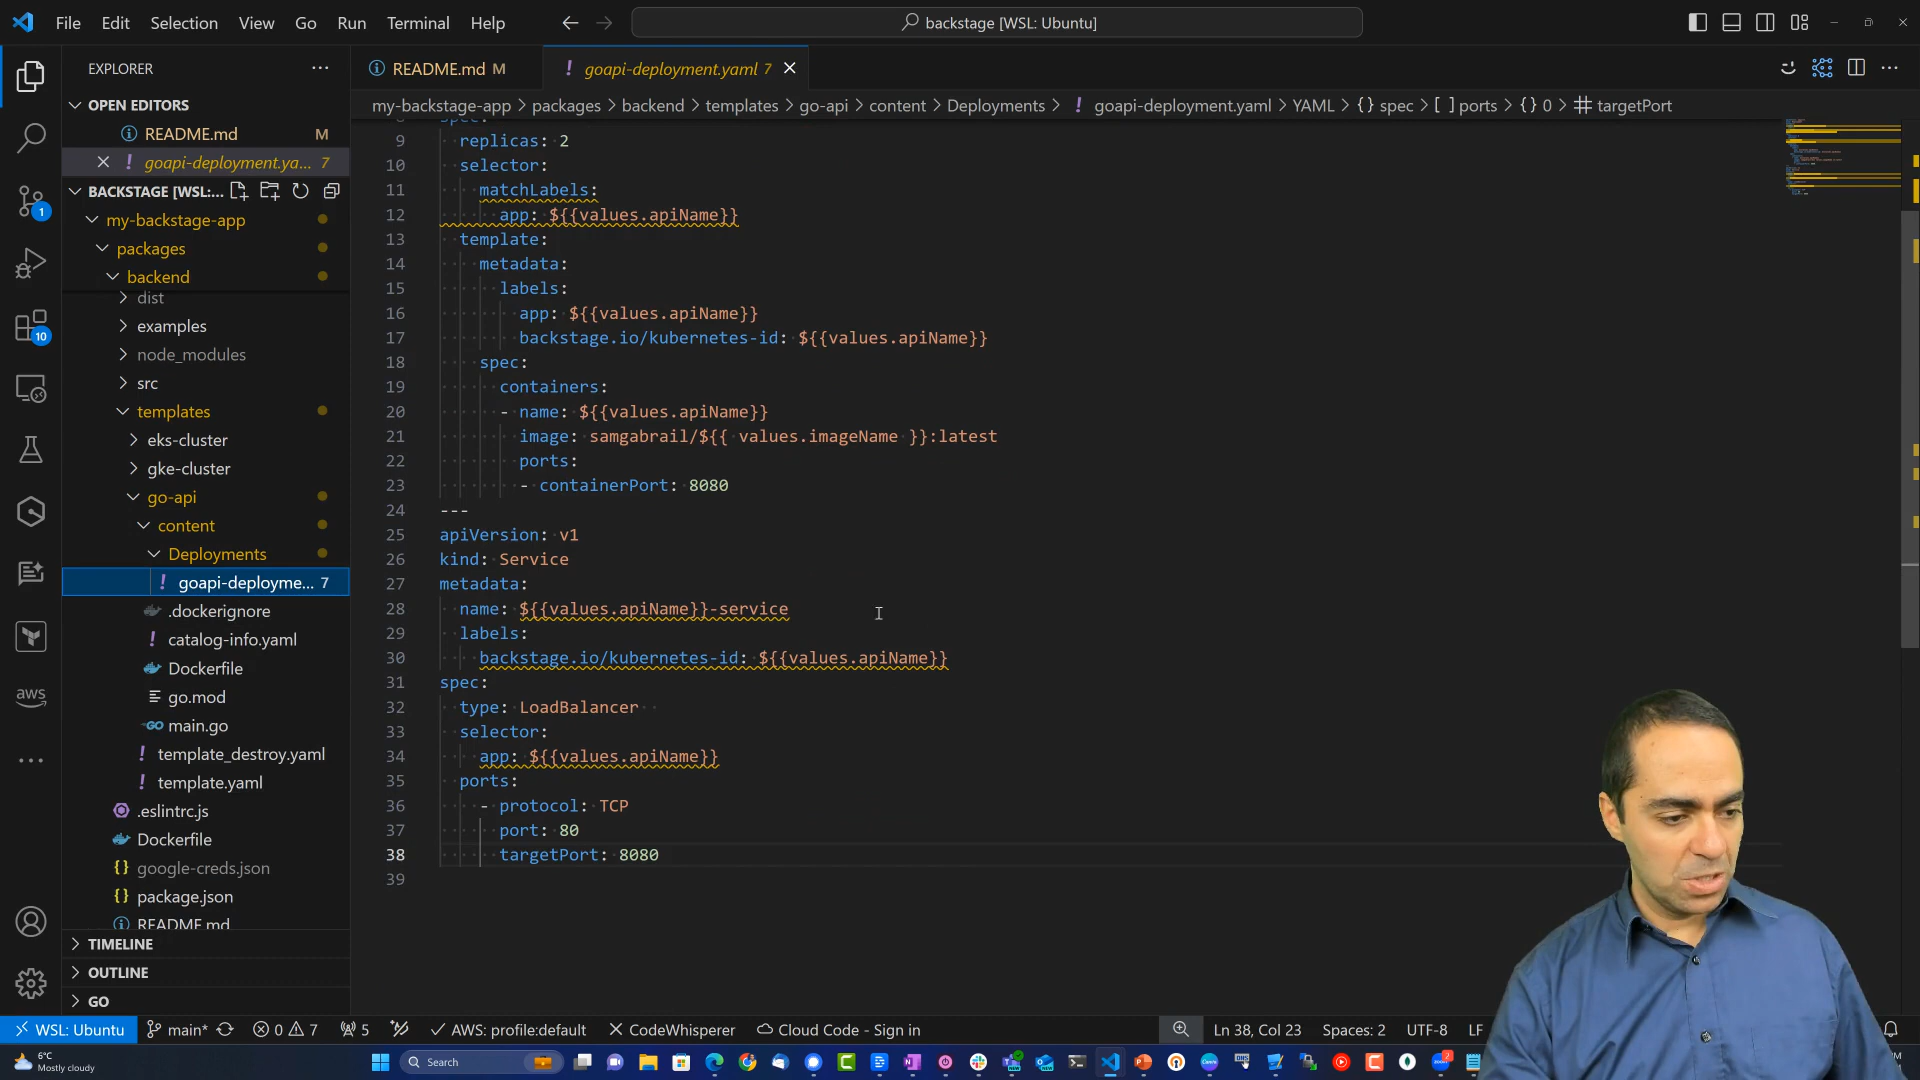 File Edit Selection View Go Run Terminal Help
backstage [WSL: Ubuntu]
EXPLORER
OPEN EDITORS
README.md M
goapi-deployment.ya... 7
BACKSTAGE [WSL:...
my-backstage-app
packages
backend
dist
examples
node_modules
src
templates
eks-cluster
gke-cluster
go-api
content
Deployments
goapi-deployme... 7
.dockerignore
catalog-info.yaml
Dockerfile
go.mod
main.go
template_destroy.yaml
template.yaml
.eslintrc.js
Dockerfile
google-creds.json
package.json
README.md
TIMELINE
OUTLINE
GO
1
10
aws
README.md M
goapi-deployment.yaml 7
my-backstage-app > packages > backend > templates > go-api > content > Deployments > ! goapi-deployment.yaml > YAML > {} spec > [ ] ports > {} 0 > targetPort
spec:
9 replicas: 2
10 selector:
11 matchLabels:
12 app: ${{values.apiName}}
13 template:
14 metadata:
15 labels:
16 app: ${{values.apiName}}
17 backstage.io/kubernetes-id: ${{values.apiName}}
18 spec:
19 containers:
20 - name: ${{values.apiName}}
21 image: samgabrail/${{ values.imageName }}:latest
22 ports:
23 - containerPort: 8080
24 ---
25 apiVersion: v1
26 kind: Service
27 metadata:
28 name: ${{values.apiName}}-service
29 labels:
30 backstage.io/kubernetes-id: ${{values.apiName}}
31 spec:
32 type: LoadBalancer
33 selector:
34 app: ${{values.apiName}}
35 ports:
36 - protocol: TCP
37 port: 80
38 targetPort: 8080
39
WSL: Ubuntu main* 0 7 5 AWS: profile:default CodeWhisperer Cloud Code - Sign in Ln 38, Col 23 Spaces: 2 UTF-8 LF
6°C
Mostly cloudy
Search